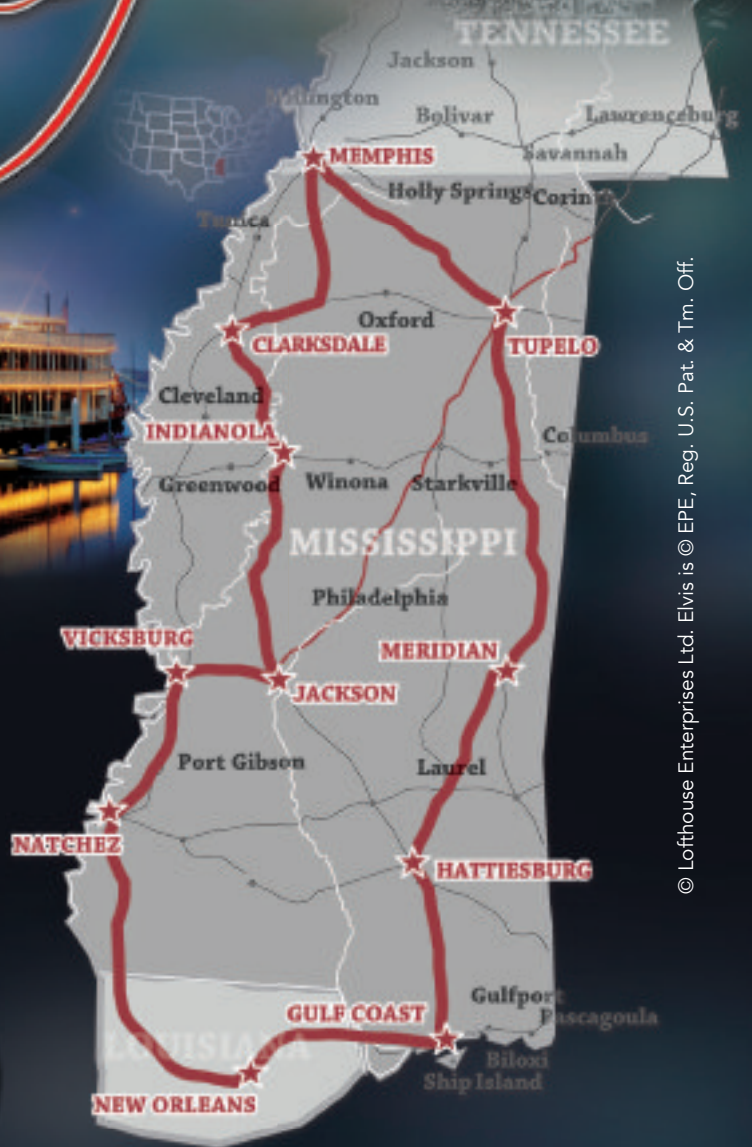 TENNESSEE
Jackson
Millington
Bolivar
Lawrenceburg
Savannah
MEMPHIS
Holly Springs
Corinth
Tunica
Oxford
CLARKSDALE
TUPELO
Cleveland
INDIANOLA
Columbus
Greenwood
Winona
Starkville
MISSISSIPPI
Philadelphia
VICKSBURG
MERIDIAN
JACKSON
Port Gibson
Laurel
NATCHEZ
HATTIESBURG
Gulfport
GULF COAST
Pascagoula
LOUISIANA
Biloxi
Ship Island
NEW ORLEANS
© Lofthouse Enterprises Ltd. Elvis is © EPE, Reg. U.S. Pat. & Tm. Off.